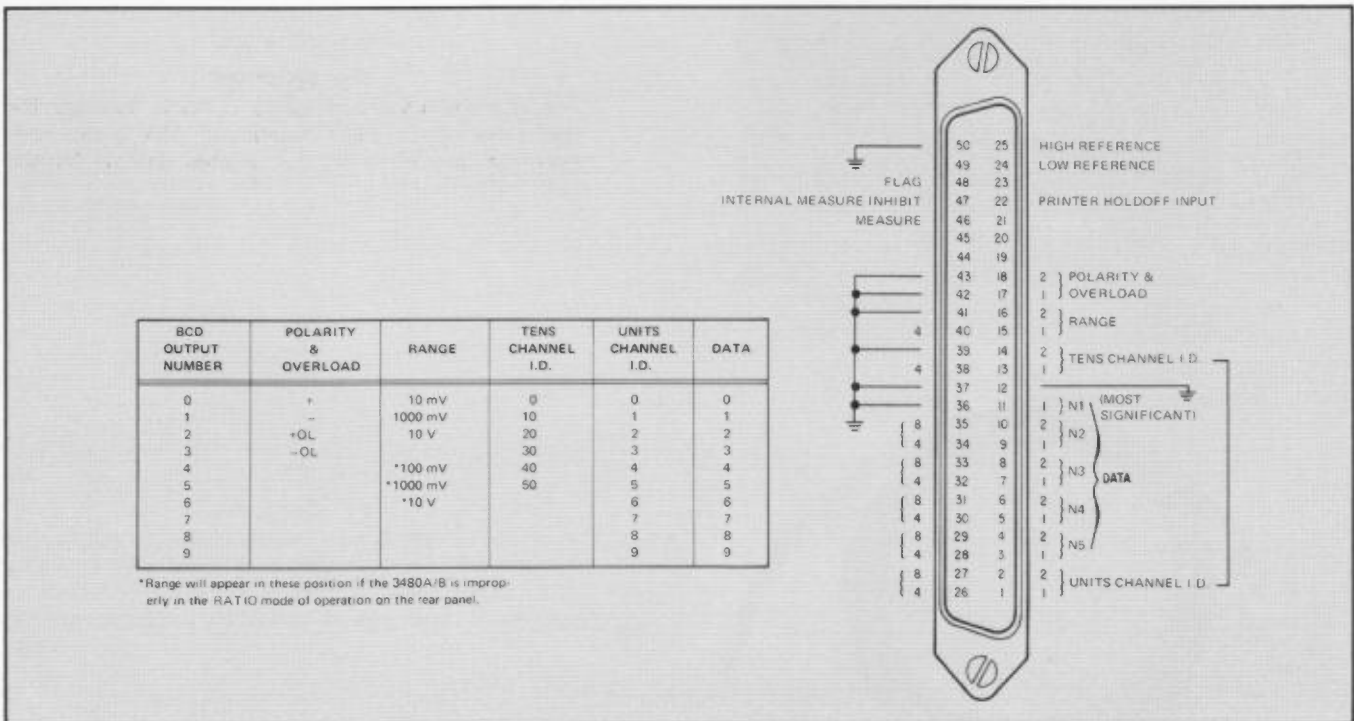 BCD OUTPUT NUMBER | POLARITY & OVERLOAD | RANGE | TENS CHANNEL I.D. | UNITS CHANNEL I.D. | DATA
0 | + | 10 mV | 0 | 0 | 0
1 | – | 1000 mV | 10 | 1 | 1
2 | +OL | 10 V | 20 | 2 | 2
3 | –OL | | 30 | 3 | 3
4 | | *100 mV | 40 | 4 | 4
5 | | *1000 mV | 50 | 5 | 5
6 | | *10 V | | 6 | 6
7 | | | | 7 | 7
8 | | | | 8 | 8
9 | | | | 9 | 9
*Range will appear in these position if the 3480A/B is improp-
erly in the RATIO mode of operation on the rear panel.
50 25 HIGH REFERENCE
49 24 LOW REFERENCE
FLAG 48 23
INTERNAL MEASURE INHIBIT 47 22 PRINTER HOLDOFF INPUT
MEASURE 46 21
45 20
44 19
43 18 2 } POLARITY &
42 17 1 OVERLOAD
41 16 2 } RANGE
4 40 15 1
39 14 2 } TENS CHANNEL I.D.
4 38 13 1
37 12
36 11 1 } N1 (MOST SIGNIFICANT)
8 35 10 2 } N2
4 34 9 1
8 33 8 2 } N3
4 32 7 1 DATA
8 31 6 2 } N4
4 30 5 1
8 29 4 2 } N5
4 28 3 1
8 27 2 2 } UNITS CHANNEL I.D.
4 26 1 1